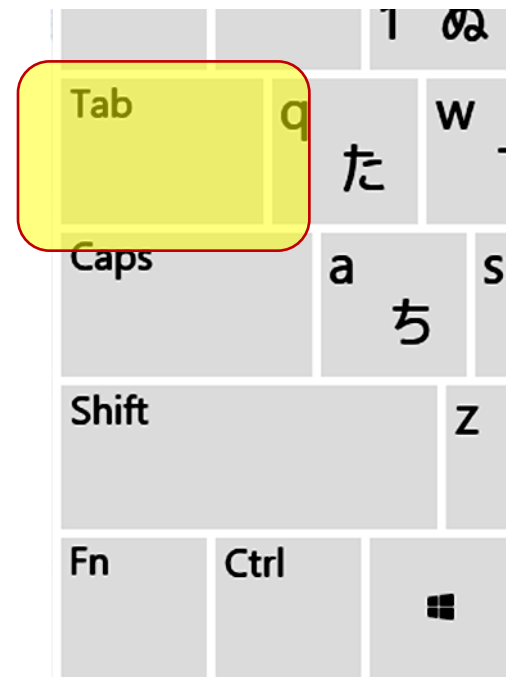 1 ぬ
Tab q た w
Caps a ち s
Shift z
Fn Ctrl